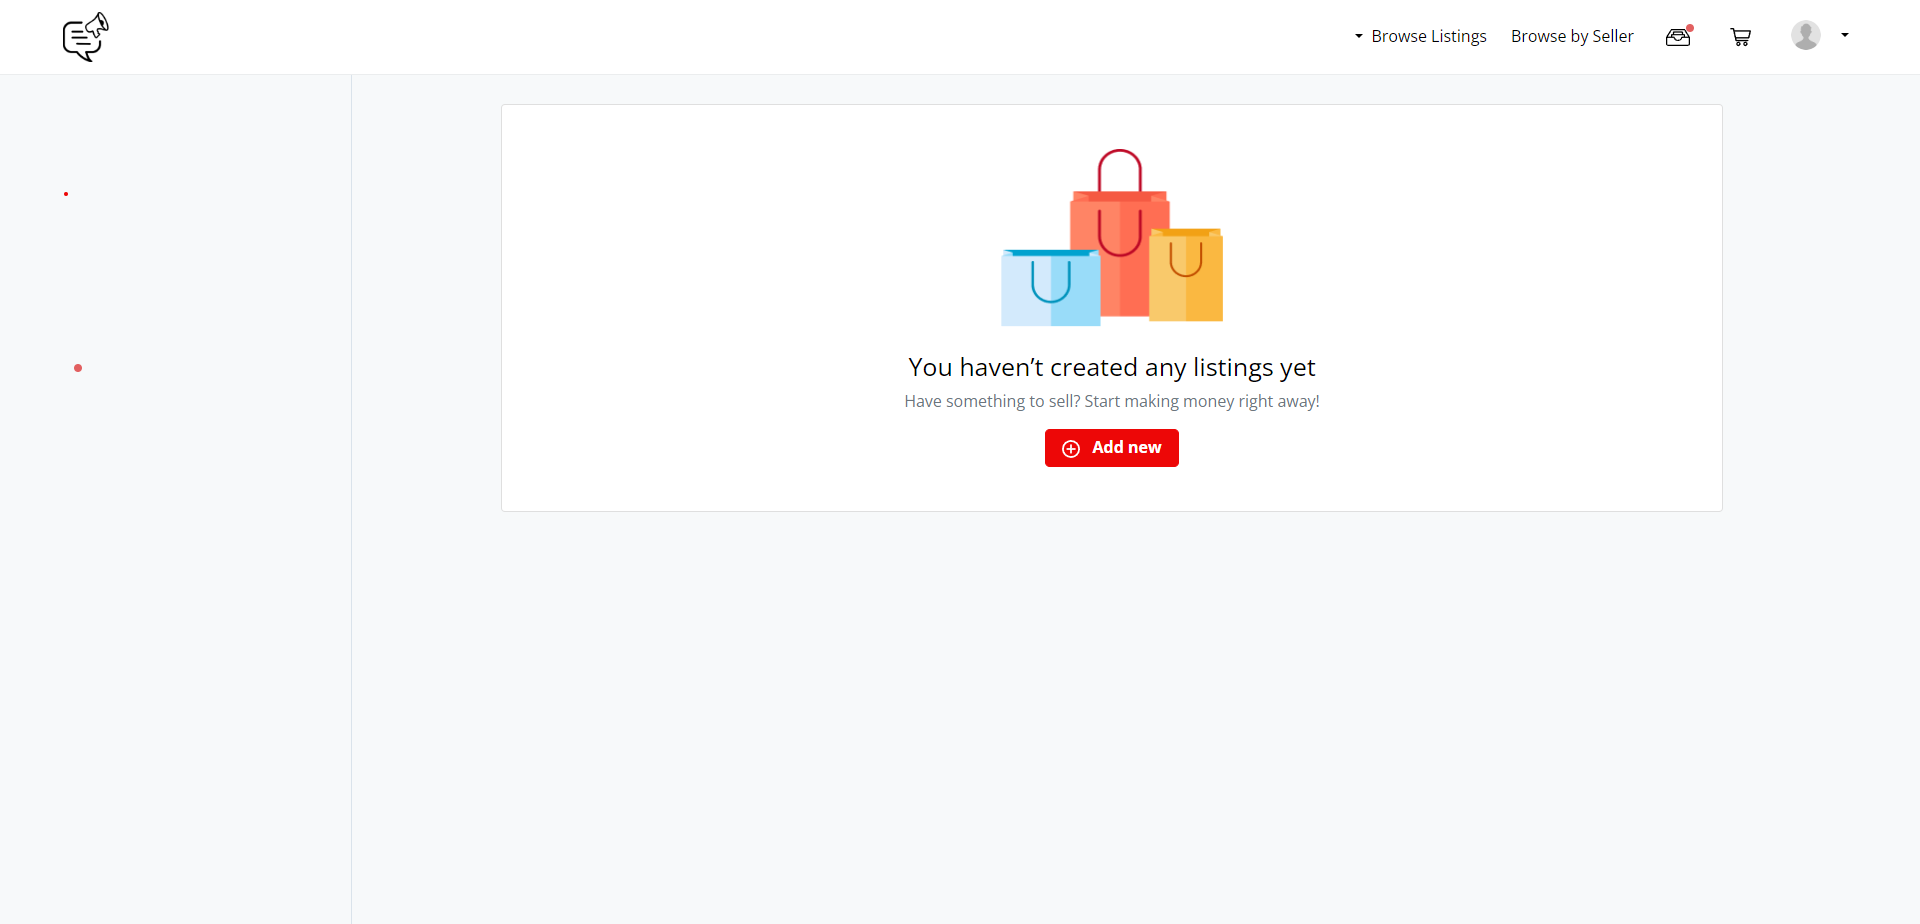 Browse Listings
Browse by Seller
You haven’t created any listings yet
Have something to sell? Start making money right away!
Add new